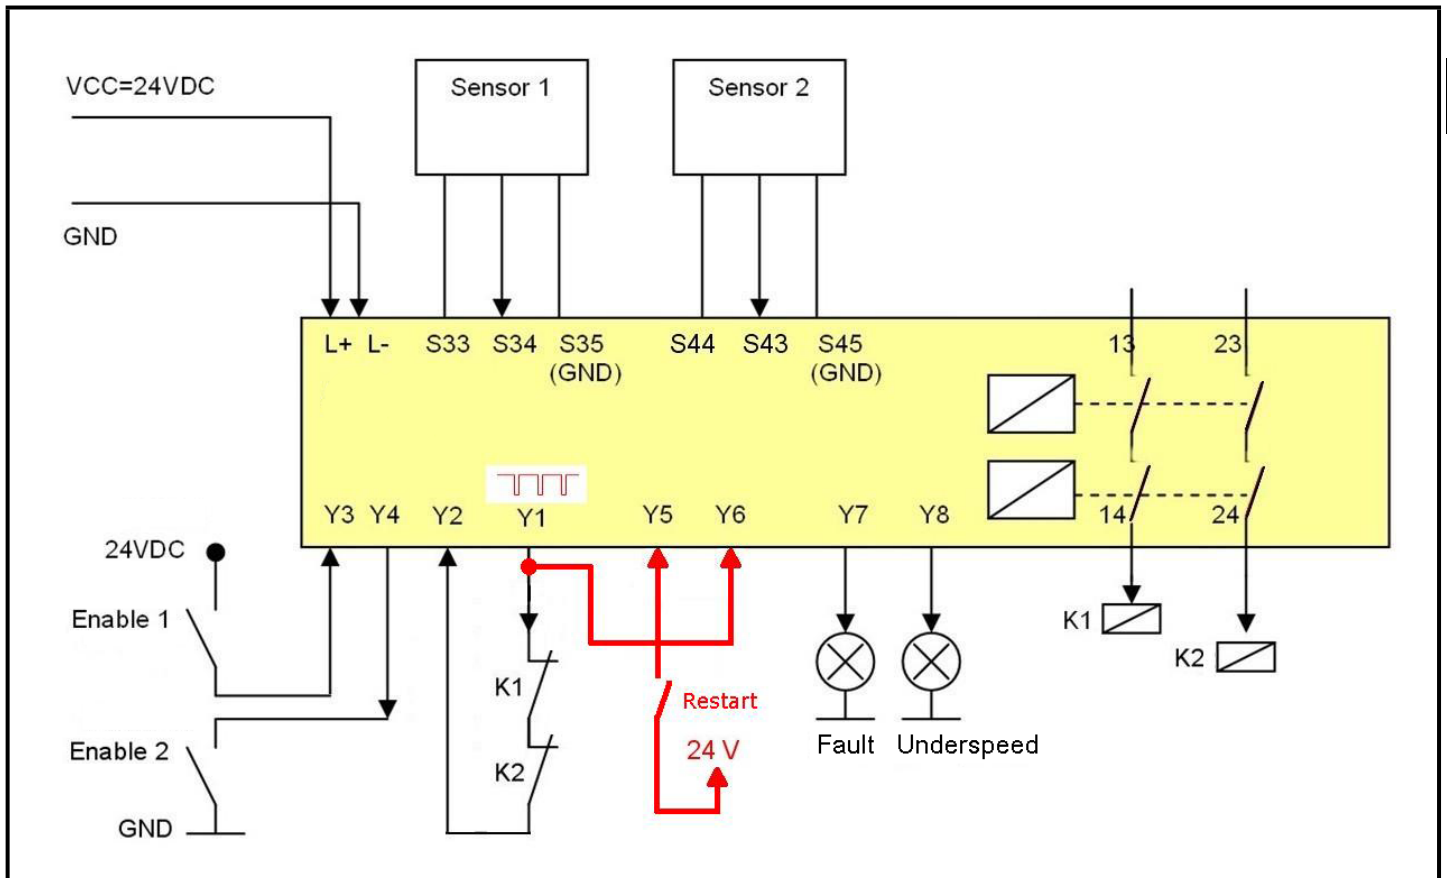 VCC=24VDC
Sensor 1
Sensor 2
GND
L+ L- S33 S34 S35 S44 S43 S45 13 23
(GND) (GND)
Y3 Y4 Y2 Y1 Y5 Y6 Y7 Y8 14 24
24VDC
Enable 1
K1
K2
K1
Restart
Enable 2
24 V
Fault Underspeed
K2
GND